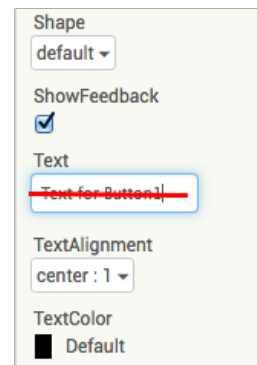 Shape
default
ShowFeedback
Text
Text for Button1
TextAlignment
center : 1
TextColor
Default